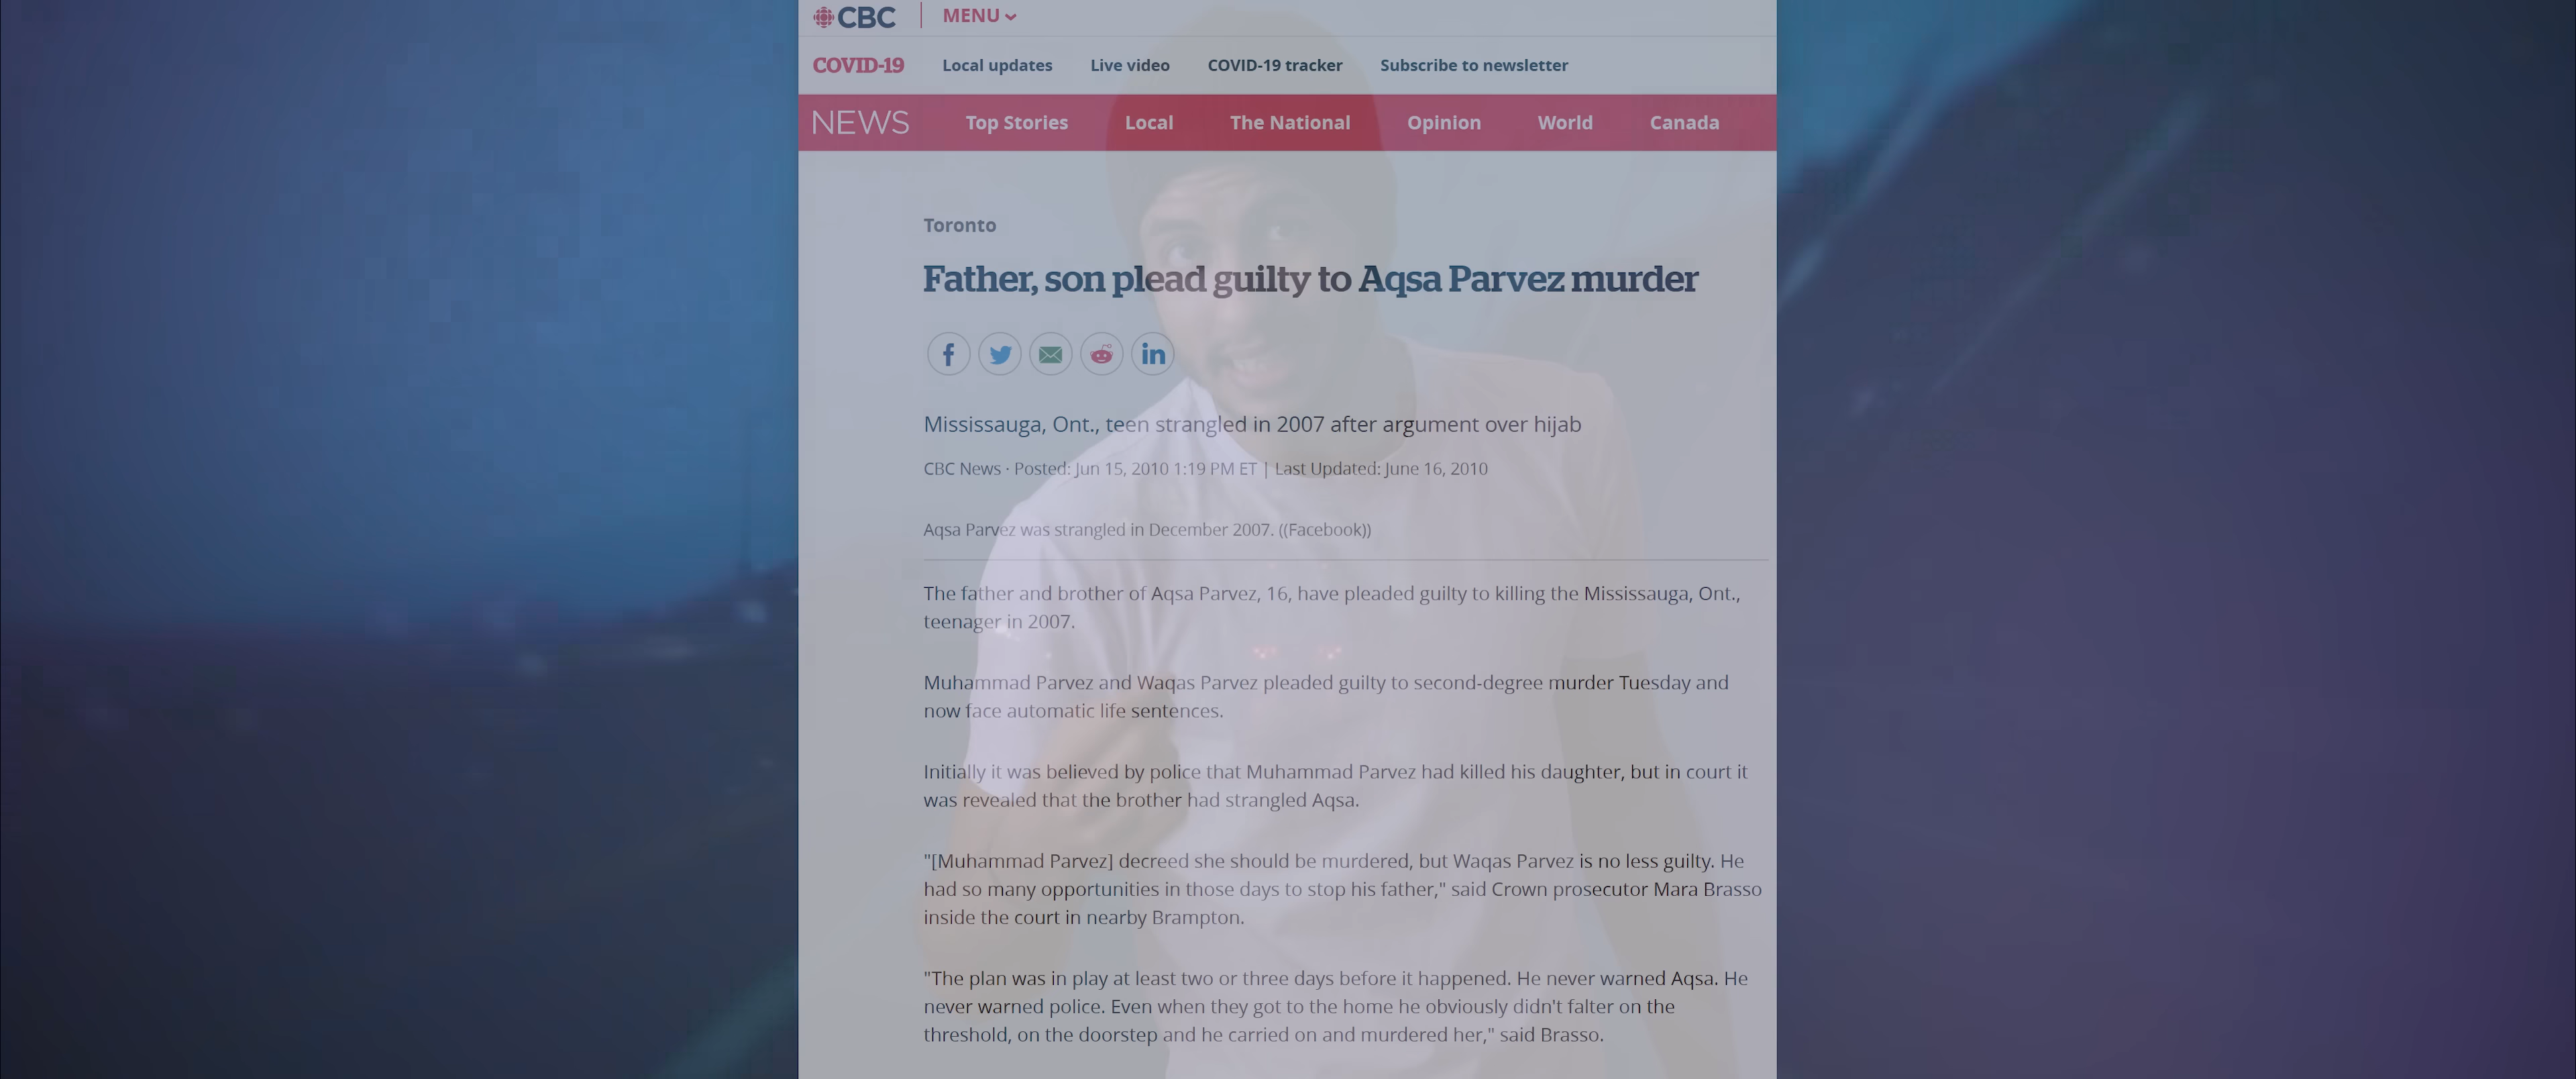 CBC MENU
COVID-19 Local updates Live video COVID-19 tracker Subscribe to newsletter
NEWS Top Stories Local The National Opinion World Canada
Toronto
Father, son plead guilty to Aqsa Parvez murder
Mississauga, Ont., teen strangled in 2007 after argument over hijab
CBC News · Posted: Jun 15, 2010 1:19 PM ET | Last Updated: June 16, 2010
Aqsa Parvez was strangled in December 2007. ((Facebook))
The father and brother of Aqsa Parvez, 16, have pleaded guilty to killing the Mississauga, Ont.,
teenager in 2007.
Muhammad Parvez and Waqas Parvez pleaded guilty to second-degree murder Tuesday and
now face automatic life sentences.
Initially it was believed by police that Muhammad Parvez had killed his daughter, but in court it
was revealed that the brother had strangled Aqsa.
"[Muhammad Parvez] decreed she should be murdered, but Waqas Parvez is no less guilty. He
had so many opportunities in those days to stop his father," said Crown prosecutor Mara Brasso
inside the court in nearby Brampton.
"The plan was in play at least two or three days before it happened. He never warned Aqsa. He
never warned police. Even when they got to the home he obviously didn't falter on the
threshold, on the doorstep and he carried on and murdered her," said Brasso.